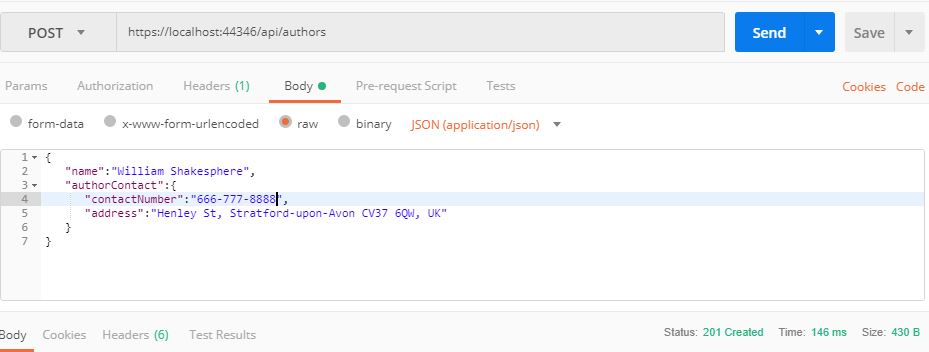 POST https://localhost:44346/api/authors Send Save
Params Authorization Headers (1) Body Pre-request Script Tests Cookies Code
form-data x-www-form-urlencoded raw binary JSON (application/json)
1 {
2 "name":"William Shakesphere",
3 "authorContact":{
4 "contactNumber":"666-777-8888",
5 "address":"Henley St, Stratford-upon-Avon CV37 6QW, UK"
6 }
7 }
Body Cookies Headers (6) Test Results Status: 201 Created Time: 146 ms Size: 430 B